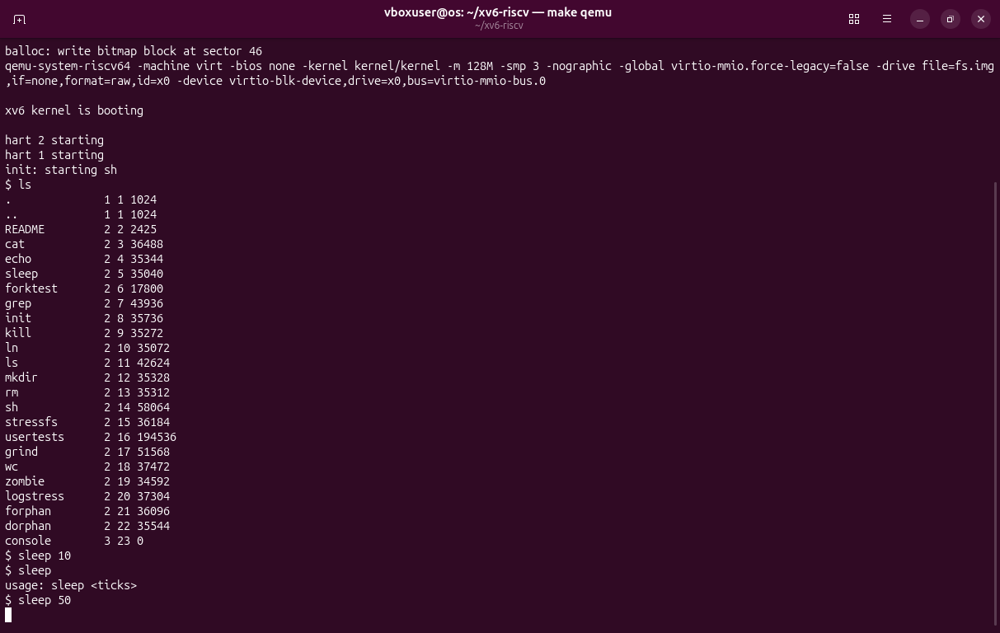 vboxuser@os: ~/xv6-riscv — make qemu
~/xv6-riscv
balloc: write bitmap block at sector 46
qemu-system-riscv64 -machine virt -bios none -kernel kernel/kernel -m 128M -smp 3 -nographic -global virtio-mmio.force-legacy=false -drive file=fs.img
,if=none,format=raw,id=x0 -device virtio-blk-device,drive=x0,bus=virtio-mmio-bus.0
xv6 kernel is booting
hart 2 starting
hart 1 starting
init: starting sh
$ ls
.              1 1 1024
..             1 1 1024
README         2 2 2425
cat            2 3 36488
echo           2 4 35344
sleep          2 5 35040
forktest       2 6 17800
grep           2 7 43936
init           2 8 35736
kill           2 9 35272
ln             2 10 35072
ls             2 11 42624
mkdir          2 12 35328
rm             2 13 35312
sh             2 14 58064
stressfs       2 15 36184
usertests      2 16 194536
grind          2 17 51568
wc             2 18 37472
zombie         2 19 34592
logstress      2 20 37304
forphan        2 21 36096
dorphan        2 22 35544
console        3 23 0
$ sleep 10
$ sleep
usage: sleep <ticks>
$ sleep 50